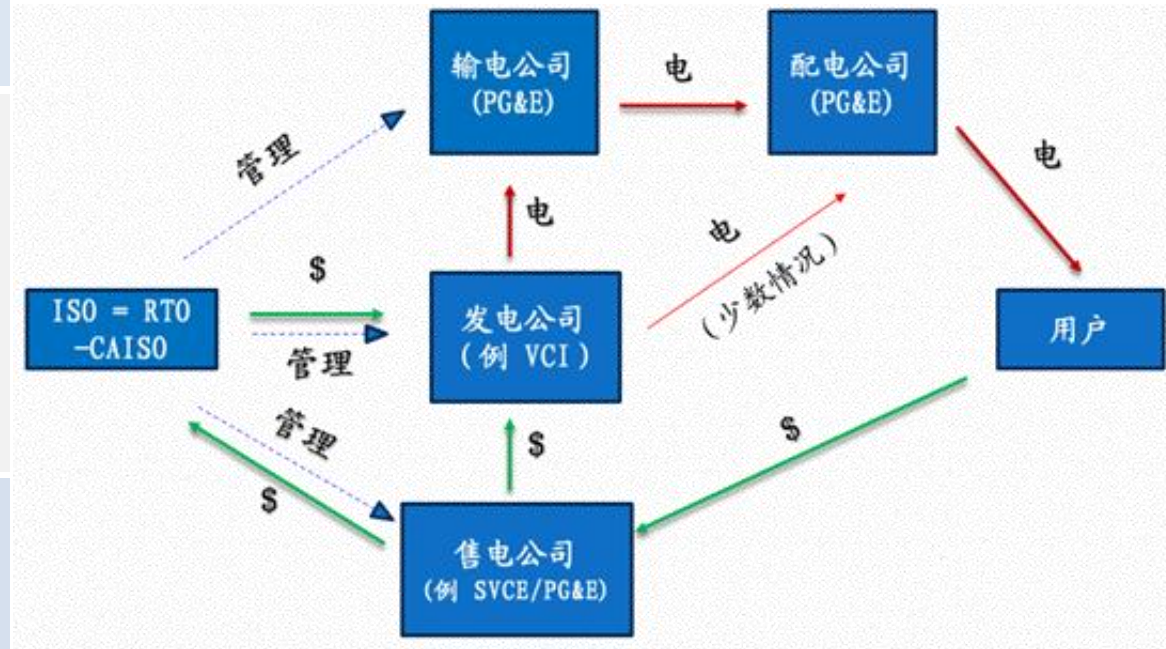 输电公司
(PG&E)
电
配电公司
(PG&E)
管理
电
电
电
(少数情况)
$
ISO = RTO
-CAISO
管理
发电公司
(例 VCI)
用户
管理
$
$
$
售电公司
(例 SVCE/PG&E)